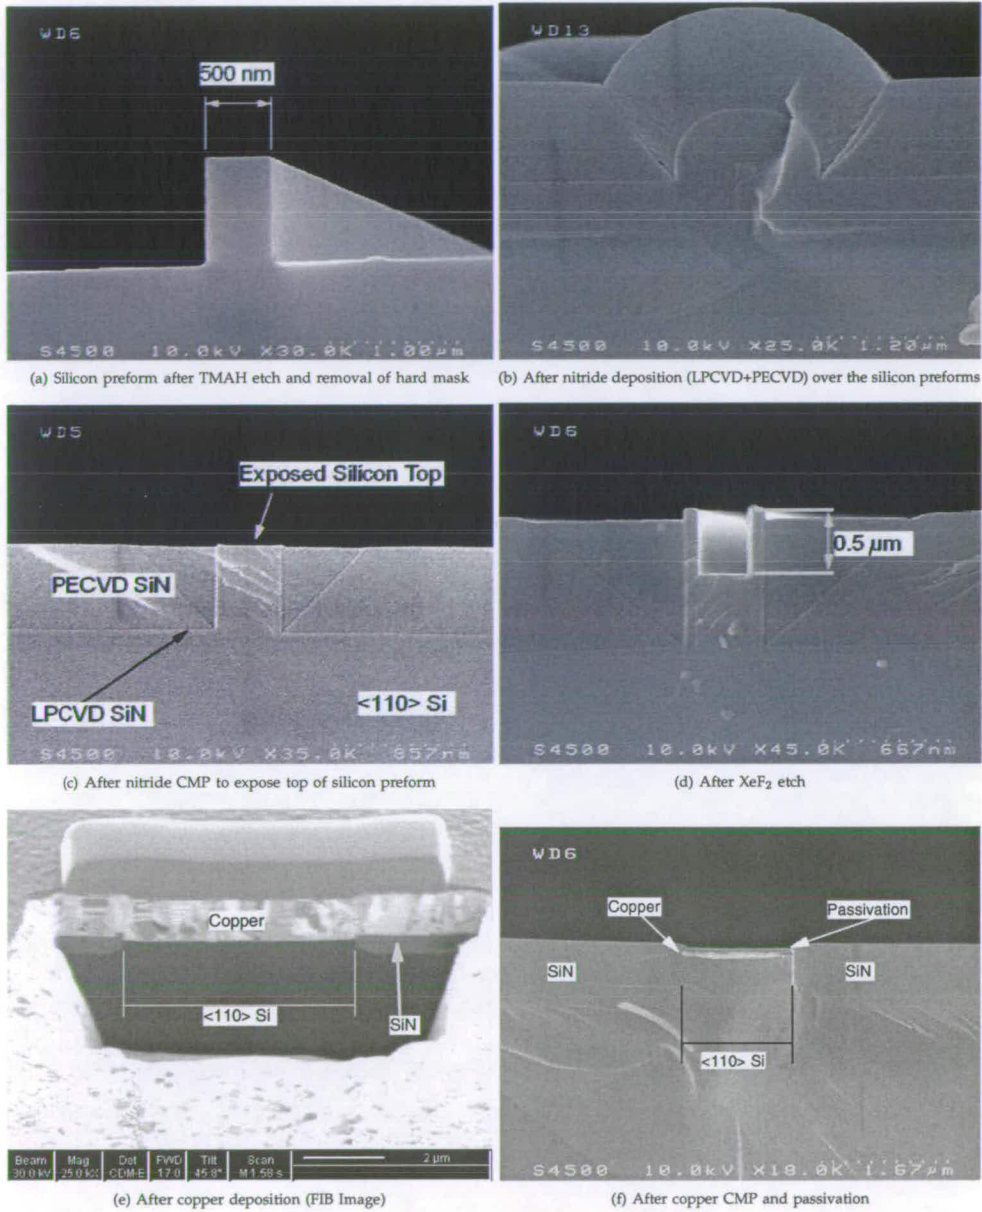 WD6
500 nm
S4500 10.0kV X30.0K 1.00μm
(a) Silicon preform after TMAH etch and removal of hard mask
WD13
S4500 10.0kV X25.0K 1.20μm
(b) After nitride deposition (LPCVD+PECVD) over the silicon preforms
WD5
Exposed Silicon Top
PECVD SiN
LPCVD SiN
<110> Si
S4500 10.0kV X35.0K 857nm
(c) After nitride CMP to expose top of silicon preform
WD6
0.5 μm
S4500 10.0kV X45.0K 667nm
(d) After XeF₂ etch
Copper
<110> Si
SiN
Beam Mag Det FWD Tilt Scan
30.0 kV 25.0 kX CDM-E 17.0 45.8° M 1.58 s 2 μm
(e) After copper deposition (FIB Image)
WD6
Copper
Passivation
SiN
SiN
<110> Si
S4500 10.0kV X18.0K 1.67μm
(f) After copper CMP and passivation